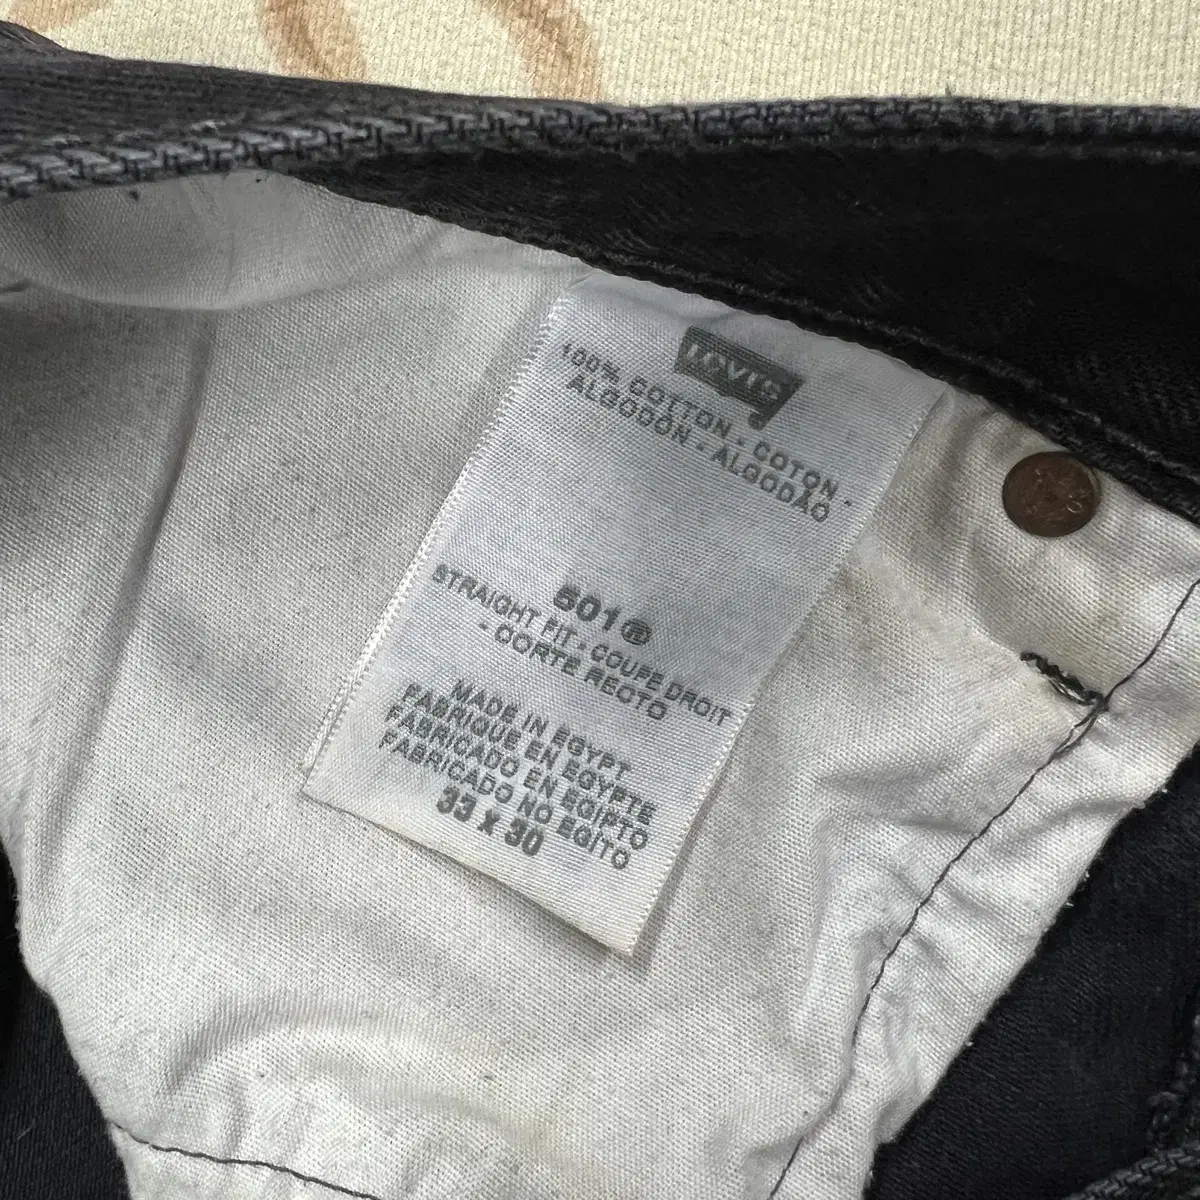 LEVI'S
100% COTTON - COTON -
ALGODÓN - ALGODÃO
501®
STRAIGHT FIT - COUPE DROIT
- CORTE RECTO
MADE IN EGYPT
FABRIQUE EN EGYPTE
FABRICADO EN EGIPTO
FABRICADO NO EGITO
33 x 30